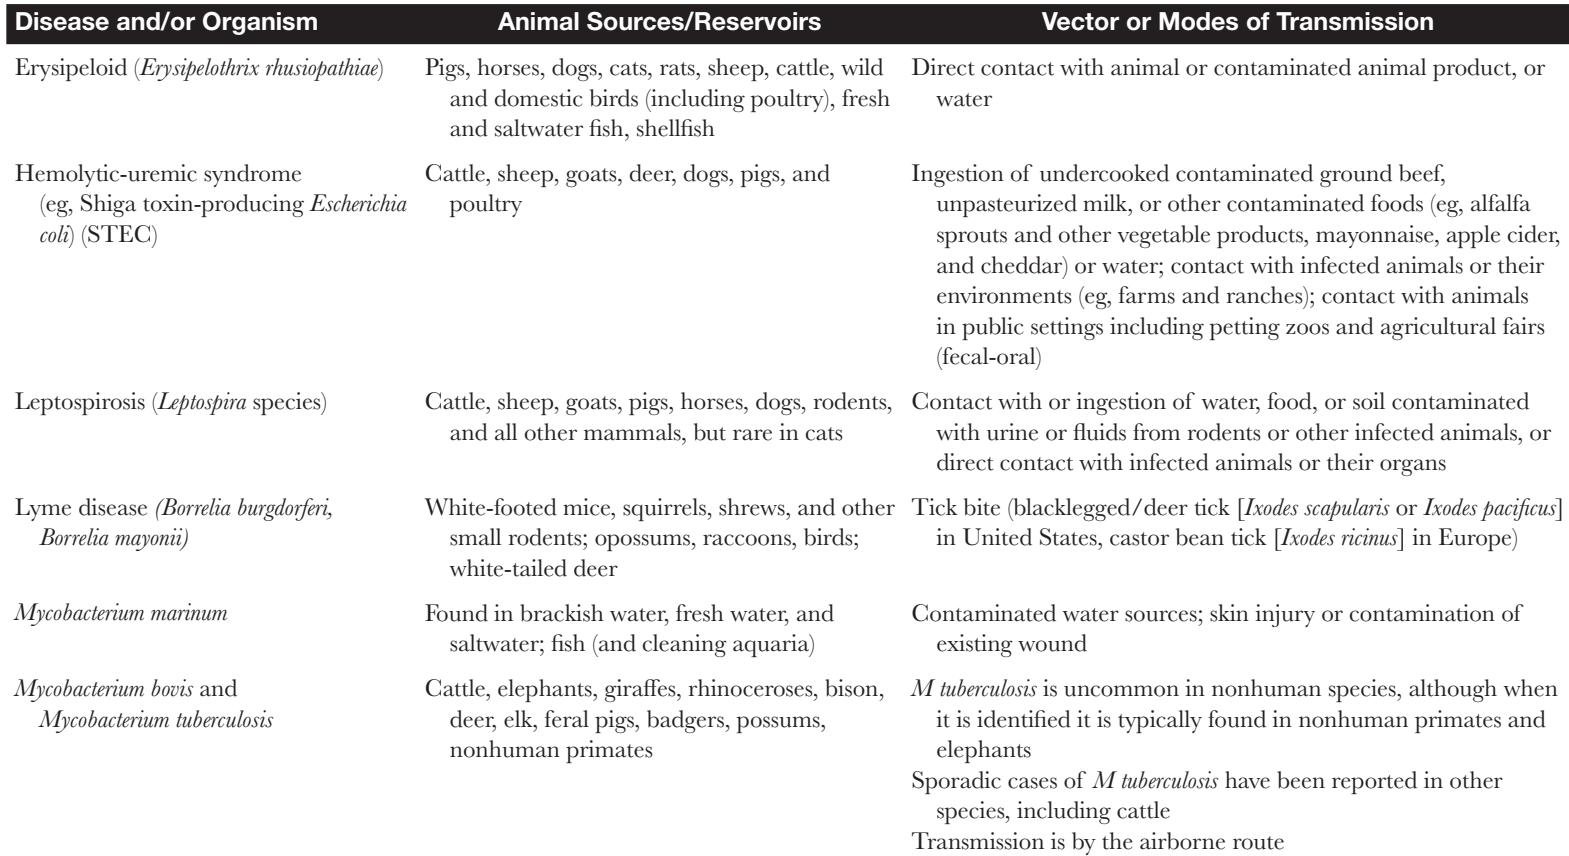 Disease and/or Organism Animal Sources/Reservoirs Vector or Modes of Transmission
Erysipeloid (Erysipelothrix rhusiopathiae)
Pigs, horses, dogs, cats, rats, sheep, cattle, wild
and domestic birds (including poultry), fresh
and saltwater fish, shellfish
Direct contact with animal or contaminated animal product, or
water
Hemolytic-uremic syndrome
(eg, Shiga toxin-producing Escherichia
coli) (STEC)
Cattle, sheep, goats, deer, dogs, pigs, and
poultry
Ingestion of undercooked contaminated ground beef,
unpasteurized milk, or other contaminated foods (eg, alfalfa
sprouts and other vegetable products, mayonnaise, apple cider,
and cheddar) or water; contact with infected animals or their
environments (eg, farms and ranches); contact with animals
in public settings including petting zoos and agricultural fairs
(fecal-oral)
Leptospirosis (Leptospira species)
Cattle, sheep, goats, pigs, horses, dogs, rodents,
and all other mammals, but rare in cats
Contact with or ingestion of water, food, or soil contaminated
with urine or fluids from rodents or other infected animals, or
direct contact with infected animals or their organs
Lyme disease (Borrelia burgdorferi,
Borrelia mayonii)
White-footed mice, squirrels, shrews, and other
small rodents; opossums, raccoons, birds;
white-tailed deer
Tick bite (blacklegged/deer tick [Ixodes scapularis or Ixodes pacificus]
in United States, castor bean tick [Ixodes ricinus] in Europe)
Mycobacterium marinum
Found in brackish water, fresh water, and
saltwater; fish (and cleaning aquaria)
Contaminated water sources; skin injury or contamination of
existing wound
Mycobacterium bovis and
Mycobacterium tuberculosis
Cattle, elephants, giraffes, rhinoceroses, bison,
deer, elk, feral pigs, badgers, possums,
nonhuman primates
M tuberculosis is uncommon in nonhuman species, although when
it is identified it is typically found in nonhuman primates and
elephants
Sporadic cases of M tuberculosis have been reported in other
species, including cattle
Transmission is by the airborne route